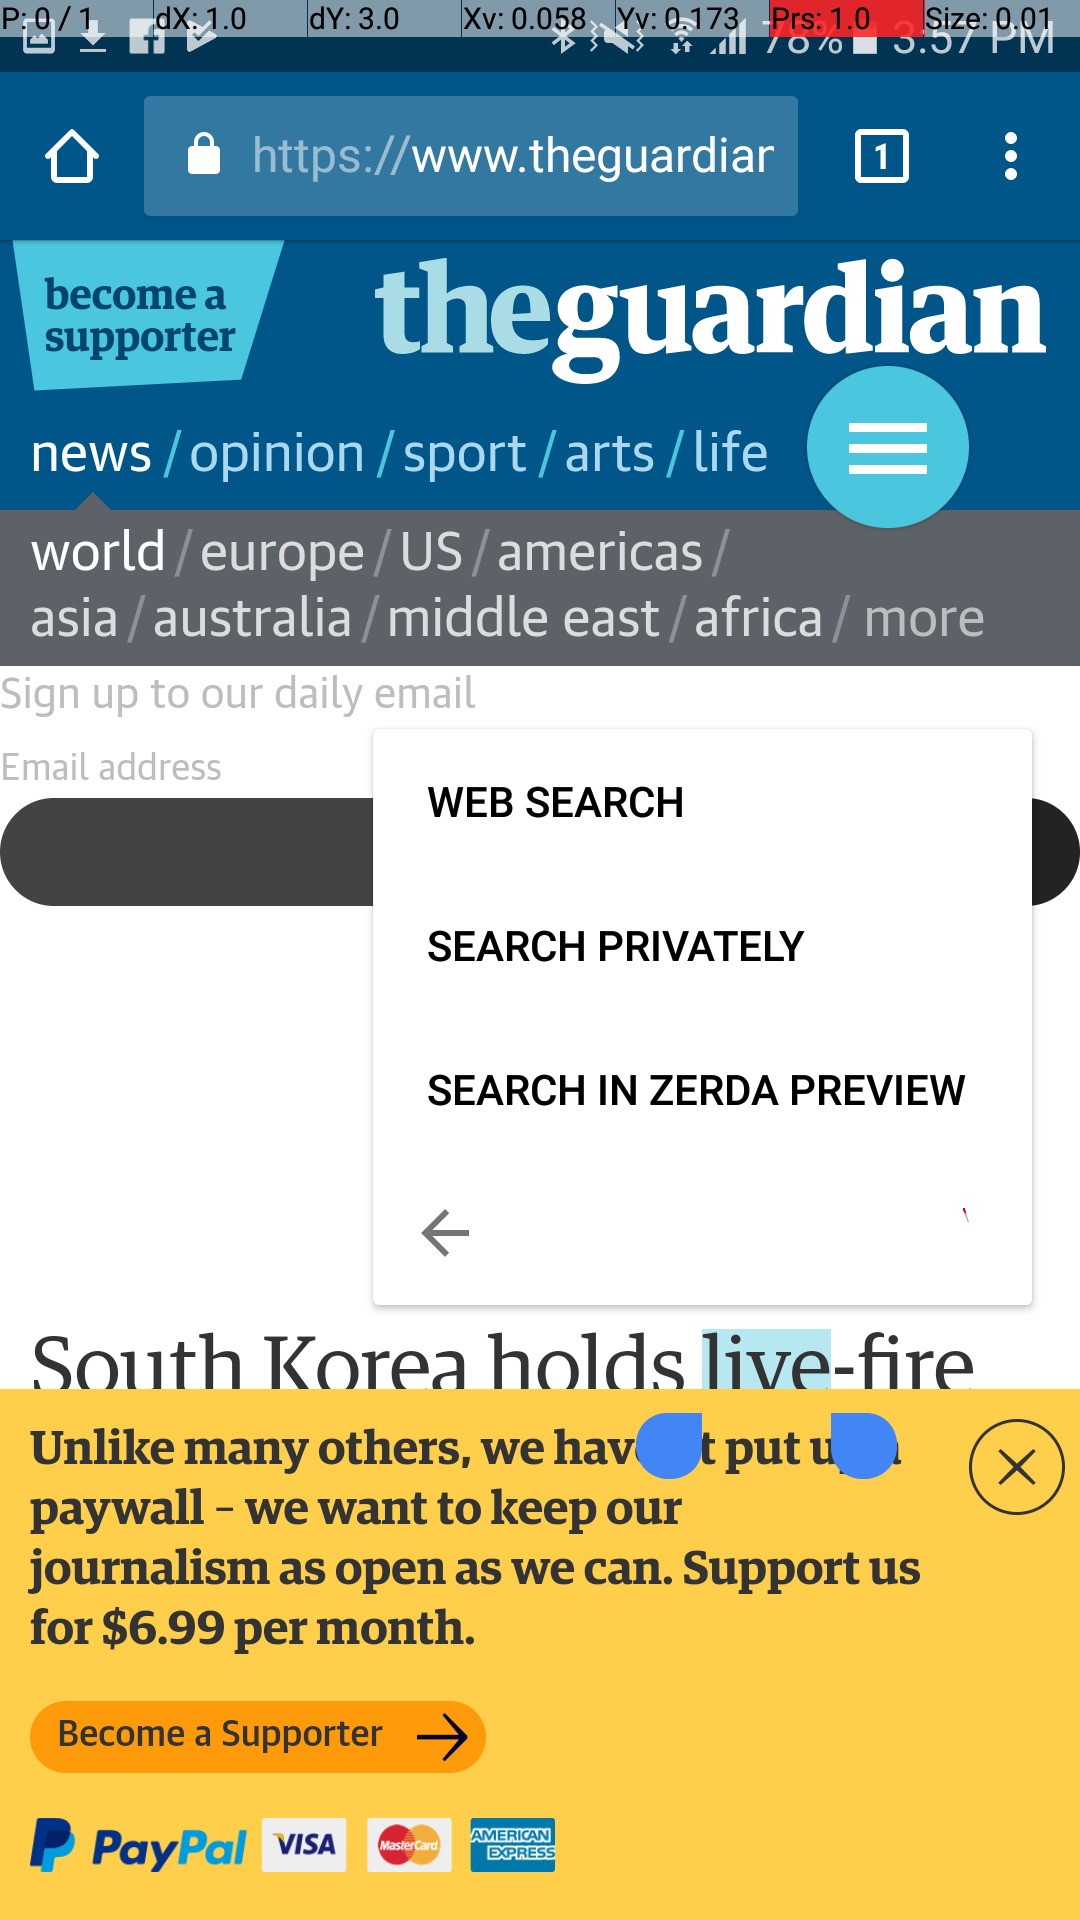 P: 0 / 1 dX: 1.0 dY: 3.0 Xv: 0.058 Yv: 0.173 Prs: 1.0 Size: 0.01
78% 3:57 PM
https://www.theguardian
1
become a
supporter
theguardian
news / opinion / sport / arts / life
world / europe / US / americas /
asia / australia / middle east / africa / more
Sign up to our daily email
Email address
WEB SEARCH
SEARCH PRIVATELY
SEARCH IN ZERDA PREVIEW
South Korea holds live-fire
Unlike many others, we put
paywall – we want to keep our
journalism as open as we can. Support us
for $6.99 per month.
Become a Supporter
PayPal VISA MasterCard AMERICAN EXPRESS